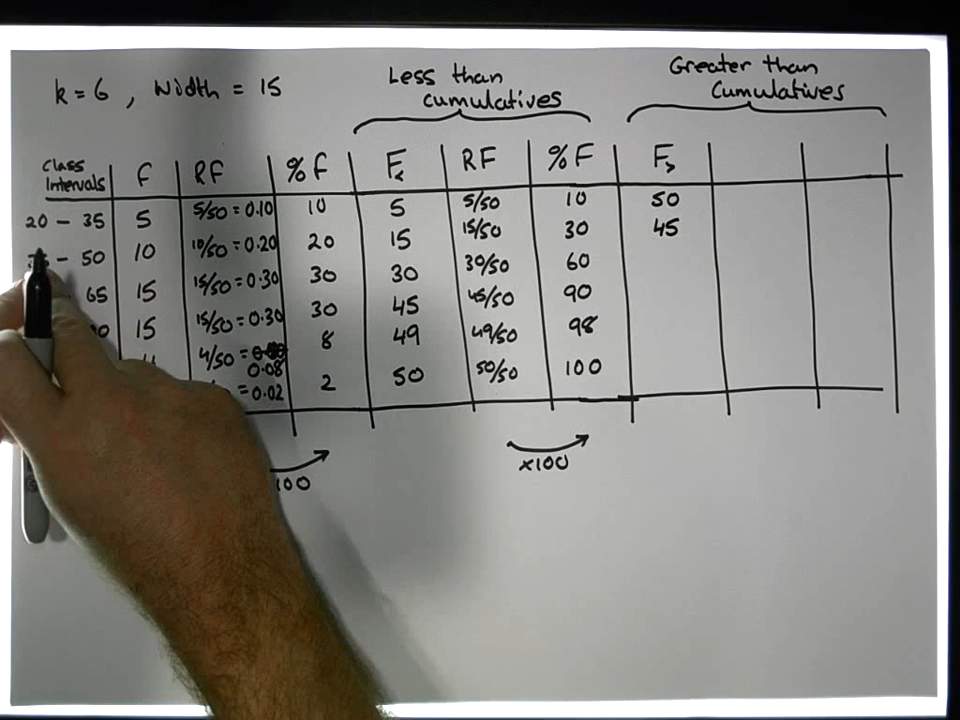 k = 6 , Width = 15
Less than cumulatives
Greater than Cumulatives
Class Intervals f RF % f F< RF % F F>
20 - 35 5 5/50 = 0.10 10 5 5/50 10 50
- 50 10 10/50 = 0.20 20 15 15/50 30 45
65 15 15/50 = 0.30 30 30 30/50 60
15 15/50 = 0.30 30 45 45/50 90
4/50 = 0.08 8 49 49/50 98
= 0.02 2 50 50/50 100
100 x100